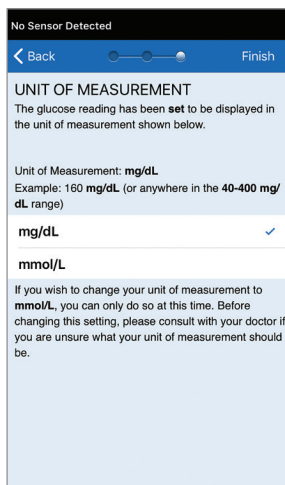 No Sensor Detected
Back
Finish
UNIT OF MEASUREMENT
The glucose reading has been set to be displayed in
the unit of measurement shown below.
Unit of Measurement: mg/dL
Example: 160 mg/dL (or anywhere in the 40-400 mg/
dL range)
mg/dL
mmol/L
If you wish to change your unit of measurement to
mmol/L, you can only do so at this time. Before
changing this setting, please consult with your doctor if
you are unsure what your unit of measurement should
be.